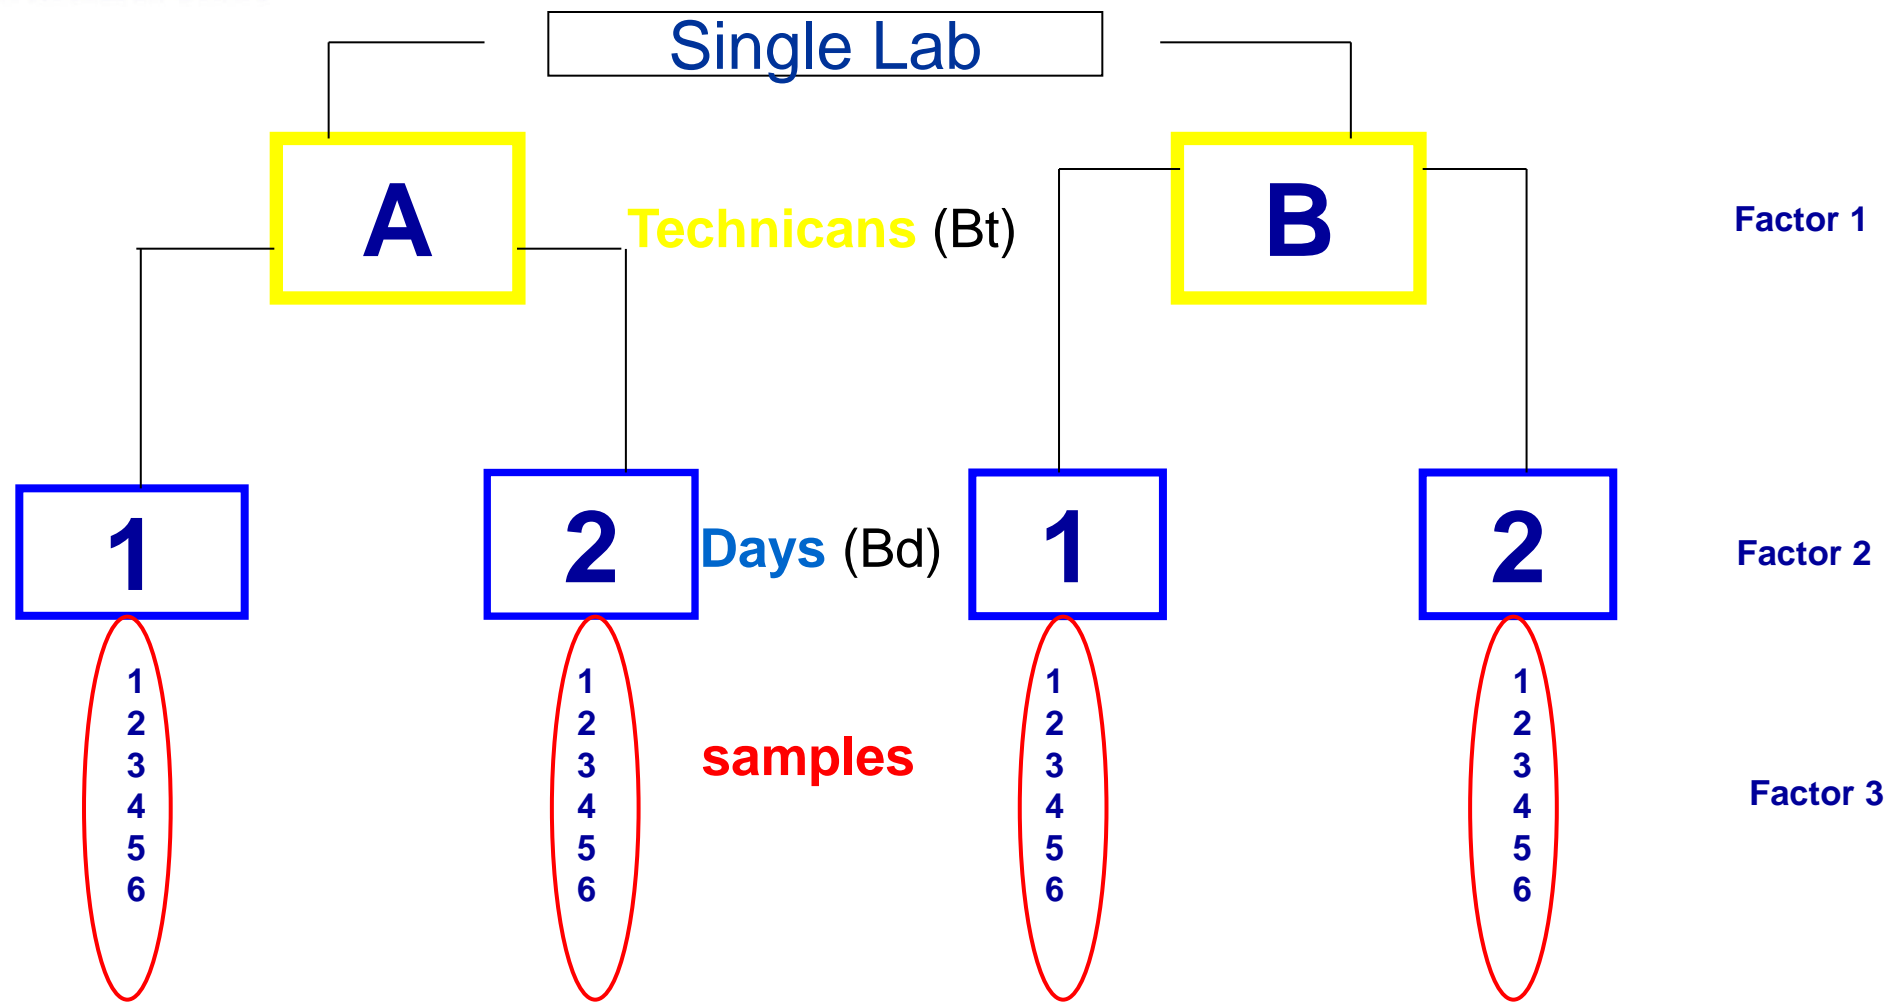 Single Lab
A
Technicans (Bt)
B
Factor 1
1
2
Days (Bd)
1
2
Factor 2
1 1 1 1
2 2 2 2
samples
3 3 3 3
Factor 3
4 4 4 4
5 5 5 5
6 6 6 6